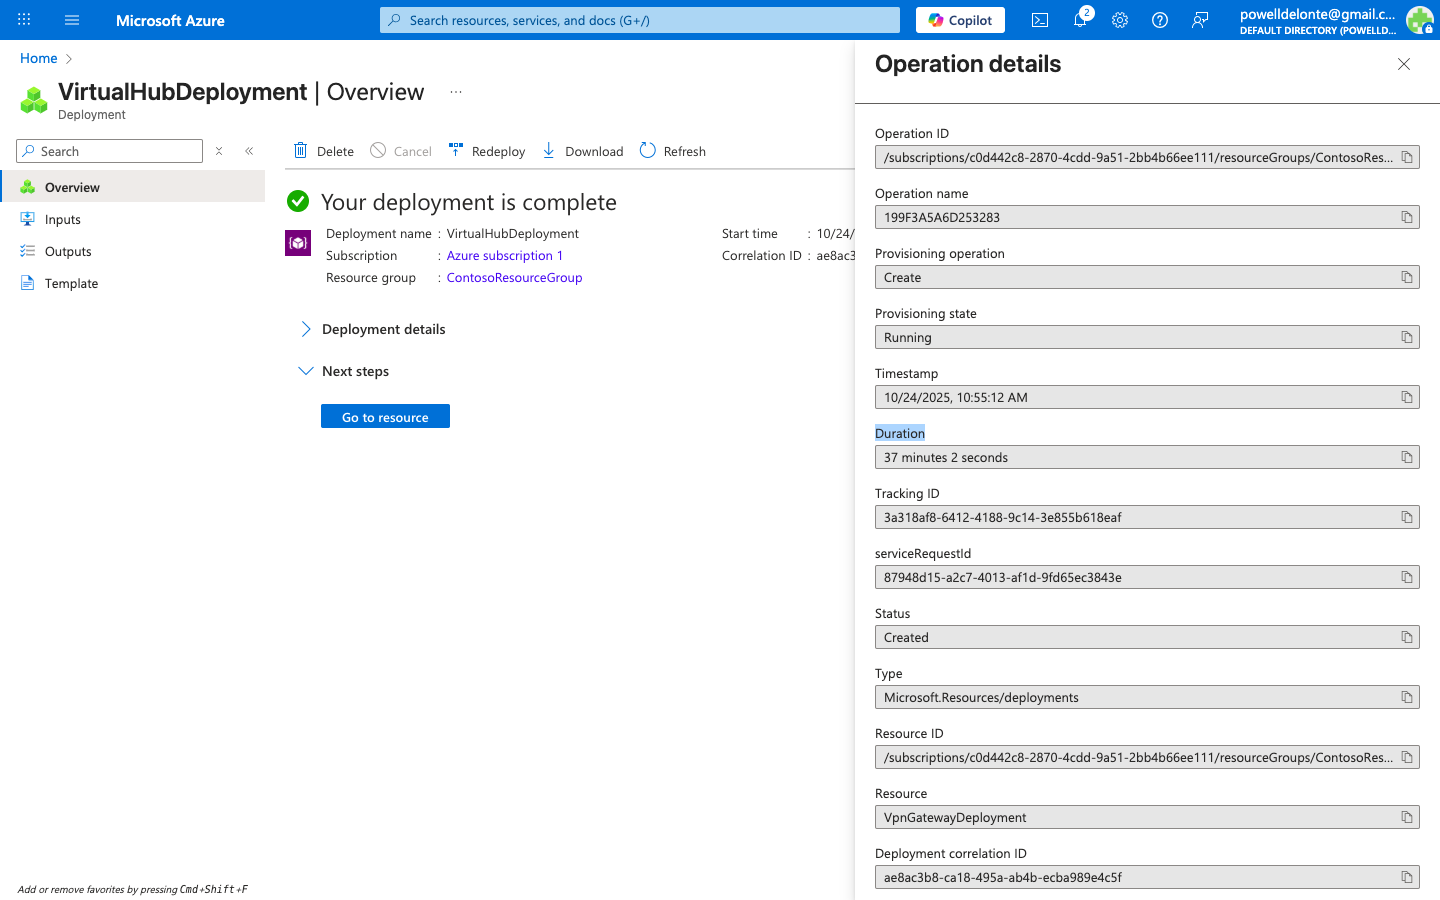 Microsoft Azure
Search resources, services, and docs (G+/)
Copilot
2
powelldelonte@gmail.c...
DEFAULT DIRECTORY (POWELLD...
Home
VirtualHubDeployment | Overview
...
Deployment
Search
Overview
Inputs
Outputs
Template
Delete
Cancel
Redeploy
Download
Refresh
Your deployment is complete
Deployment name : VirtualHubDeployment
Subscription : Azure subscription 1
Resource group : ContosoResourceGroup
Start time : 10/24/
Correlation ID : ae8ac3
Deployment details
Next steps
Go to resource
Add or remove favorites by pressing Cmd+Shift+F
Operation details
Operation ID
/subscriptions/c0d442c8-2870-4cdd-9a51-2bb4b66ee111/resourceGroups/ContosoRes...
Operation name
199F3A5A6D253283
Provisioning operation
Create
Provisioning state
Running
Timestamp
10/24/2025, 10:55:12 AM
Duration
37 minutes 2 seconds
Tracking ID
3a318af8-6412-4188-9c14-3e855b618eaf
serviceRequestId
87948d15-a2c7-4013-af1d-9fd65ec3843e
Status
Created
Type
Microsoft.Resources/deployments
Resource ID
/subscriptions/c0d442c8-2870-4cdd-9a51-2bb4b66ee111/resourceGroups/ContosoRes...
Resource
VpnGatewayDeployment
Deployment correlation ID
ae8ac3b8-ca18-495a-ab4b-ecba989e4c5f